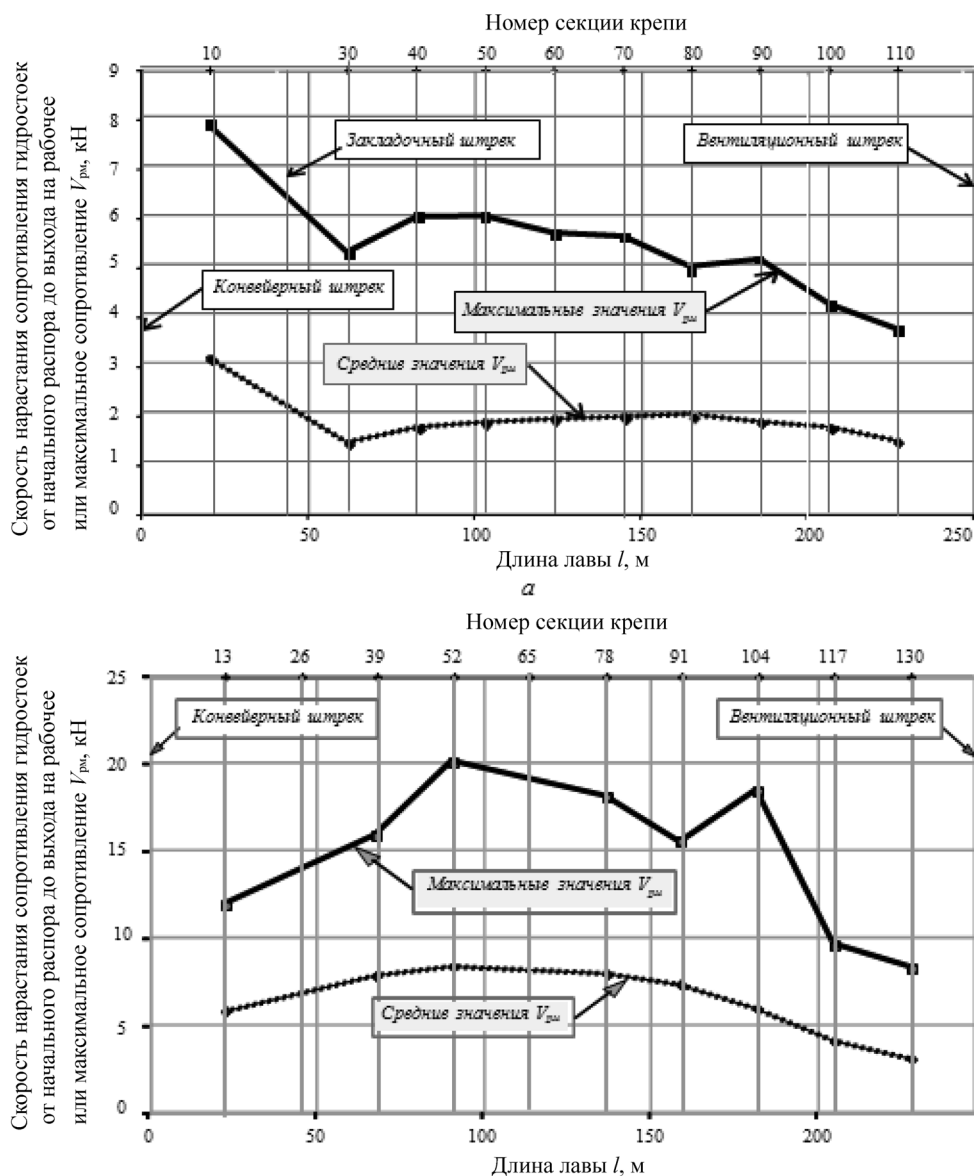 Номер секции крепи
10 30 40 50 60 70 80 90 100 110
Скорость нарастания сопротивления гидростоек
от начального распора до выхода на рабочее
или максимальное сопротивление Vрм, кН
9
8
7
6
5
4
3
2
1
0
Закладочный штрек
Вентиляционный штрек
Конвейерный штрек
Максимальные значения Vрм
Средние значения Vрм
0 50 100 150 200 250
Длина лавы l, м
а
Номер секции крепи
13 26 39 52 65 78 91 104 117 130
Скорость нарастания сопротивления гидростоек
от начального распора до выхода на рабочее
или максимальное сопротивление Vрм, кН
25
20
15
10
5
0
Конвейерный штрек
Вентиляционный штрек
Максимальные значения Vрм
Средние значения Vрм
0 50 100 150 200
Длина лавы l, м